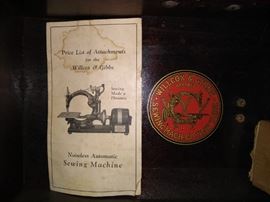 Price List of Attachments
for the
Willcox & Gibbs
Sewing
Made a
Pleasure
Noiseless Automatic
Sewing Machine
WILLCOX & GIBBS
SEWING MACHINE